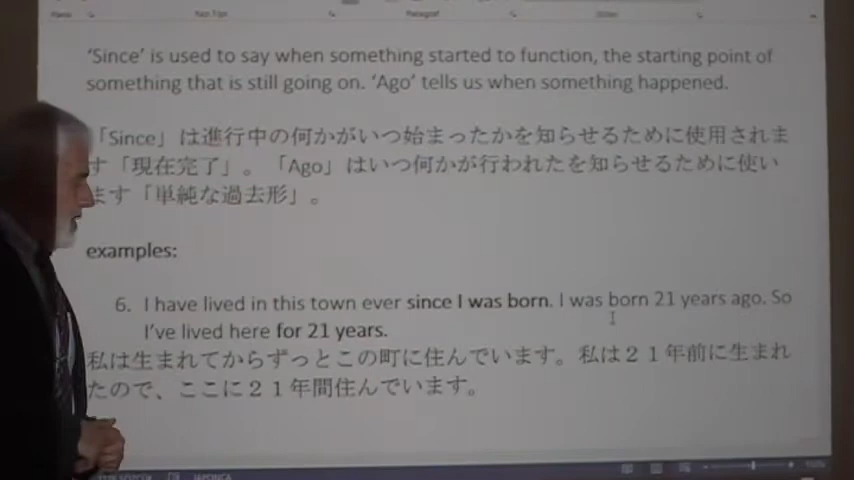 'Since' is used to say when something started to function, the starting point of
something that is still going on. 'Ago' tells us when something happened.
「Since」は進行中の何かがいつ始まったかを知らせるために使用されま
す「現在完了」。「Ago」はいつ何かが行われたを知らせるために使い
ます「単純な過去形」。
examples:
6. I have lived in this town ever since I was born. I was born 21 years ago. So
I've lived here for 21 years.
私は生まれてからずっとこの町に住んでいます。私は２１年前に生まれ
たので、ここに２１年間住んでいます。